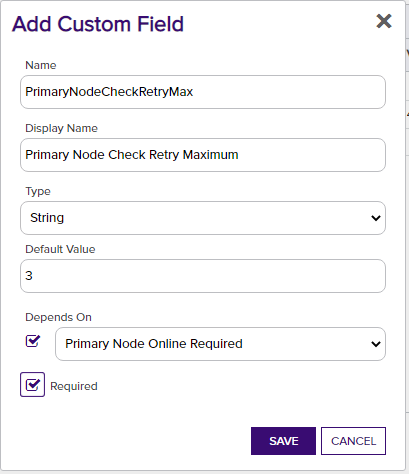 Add Custom Field
Name
PrimaryNodeCheckRetryMax
Display Name
Primary Node Check Retry Maximum
Type
String
Default Value
3
Depends On
Primary Node Online Required
Required
SAVE CANCEL